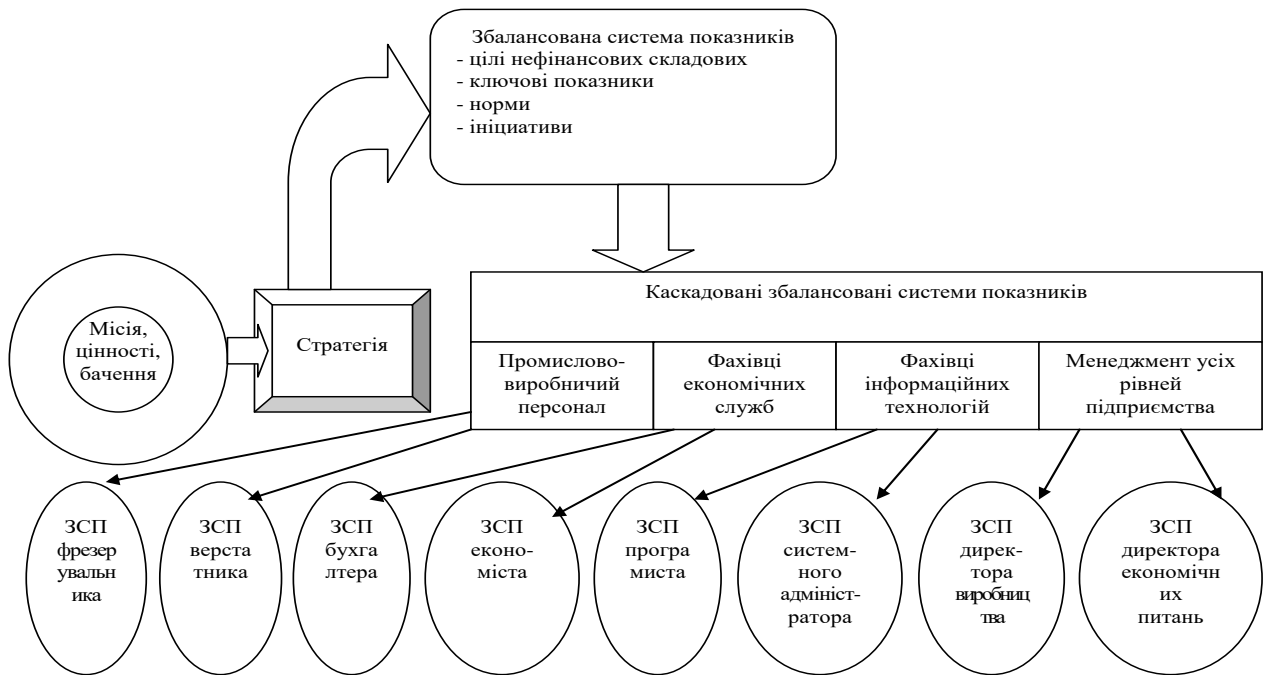 Збалансована система показників
- цілі нефінансових складових
- ключові показники
- норми
- ініциативи
Місія,
цінності,
бачення
Стратегія
Каскадовані збалансовані системи показників
Промислово-
виробничий
персонал
Фахівці
економічних
служб
Фахівці
інформаційних
технологій
Менеджмент усіх
рівней
підприємства
ЗСП
фрезер
увальн
ика
ЗСП
верста
тника
ЗСП
бухга
лтера
ЗСП
еконо-
міста
ЗСП
програ
миста
ЗСП
систем-
ного
адмініст-
ратора
ЗСП
дирек-
тора
виробниц
тва
ЗСП
директора
економічн
их
питань